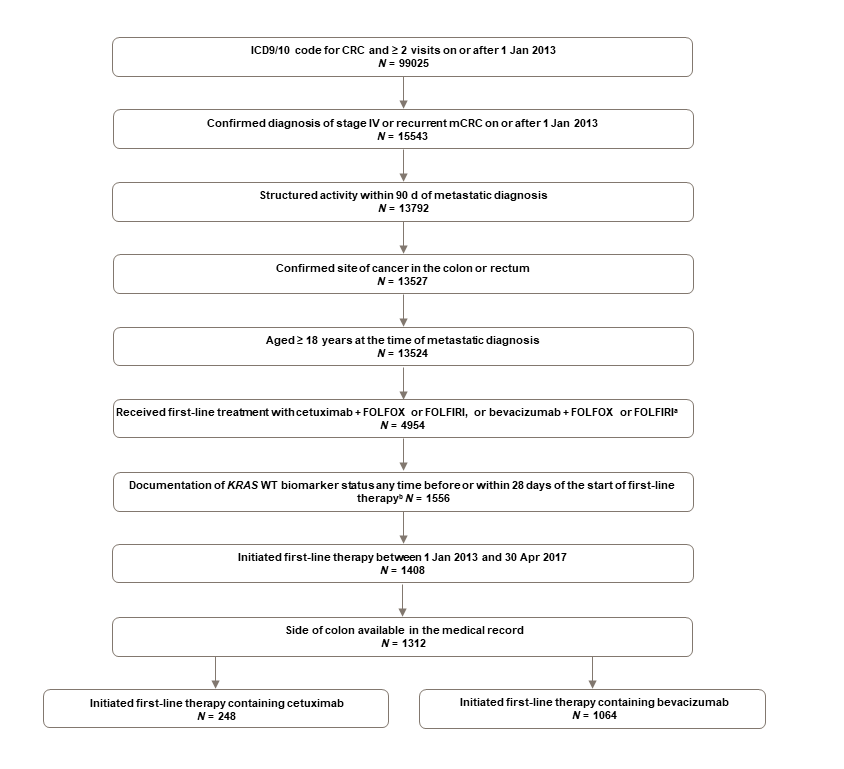 ICD9/10 code for CRC and ≥ 2 visits on or after 1 Jan 2013
N = 99025
Confirmed diagnosis of stage IV or recurrent mCRC on or after 1 Jan 2013
N = 15543
Structured activity within 90 d of metastatic diagnosis
N = 13792
Confirmed site of cancer in the colon or rectum
N = 13527
Aged ≥ 18 years at the time of metastatic diagnosis
N = 13524
Received first-line treatment with cetuximab + FOLFOX or FOLFIRI, or bevacizumab + FOLFOX or FOLFIRIᵃ
N = 4954
Documentation of KRAS WT biomarker status any time before or within 28 days of the start of first-line
therapyᵇ N = 1556
Initiated first-line therapy between 1 Jan 2013 and 30 Apr 2017
N = 1408
Side of colon available in the medical record
N = 1312
Initiated first-line therapy containing cetuximab
N = 248
Initiated first-line therapy containing bevacizumab
N = 1064